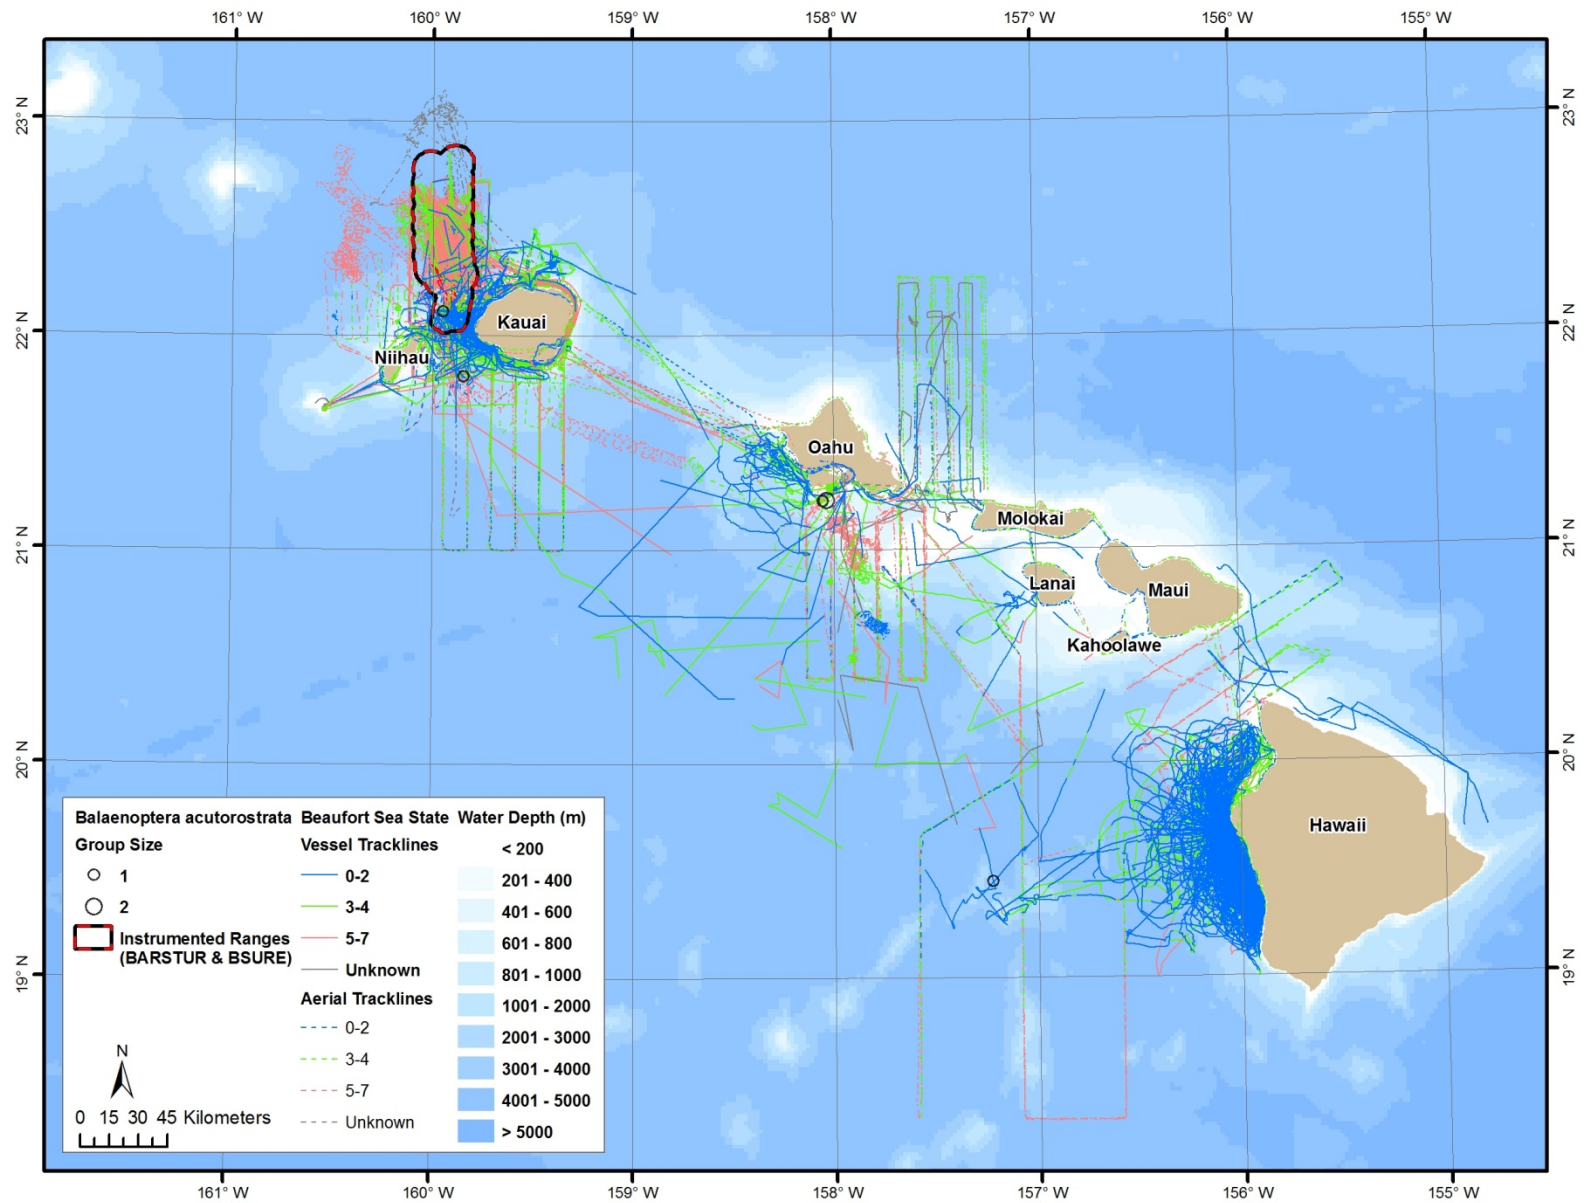 161° W 160° W 159° W 158° W 157° W 156° W 155° W
23° N 23° N
22° N 22° N
21° N 21° N
20° N 20° N
19° N 19° N
Kauai
Niihau
Oahu
Molokai
Lanai
Maui
Kahoolawe
Hawaii
Balaenoptera acutorostrata
Group Size
1
2
Instrumented Ranges
(BARSTUR & BSURE)
N
0 15 30 45 Kilometers
Beaufort Sea State
Vessel Tracklines
0-2
3-4
5-7
Unknown
Aerial Tracklines
0-2
3-4
5-7
Unknown
Water Depth (m)
< 200
201 - 400
401 - 600
601 - 800
801 - 1000
1001 - 2000
2001 - 3000
3001 - 4000
4001 - 5000
> 5000
161° W 160° W 159° W 158° W 157° W 156° W 155° W